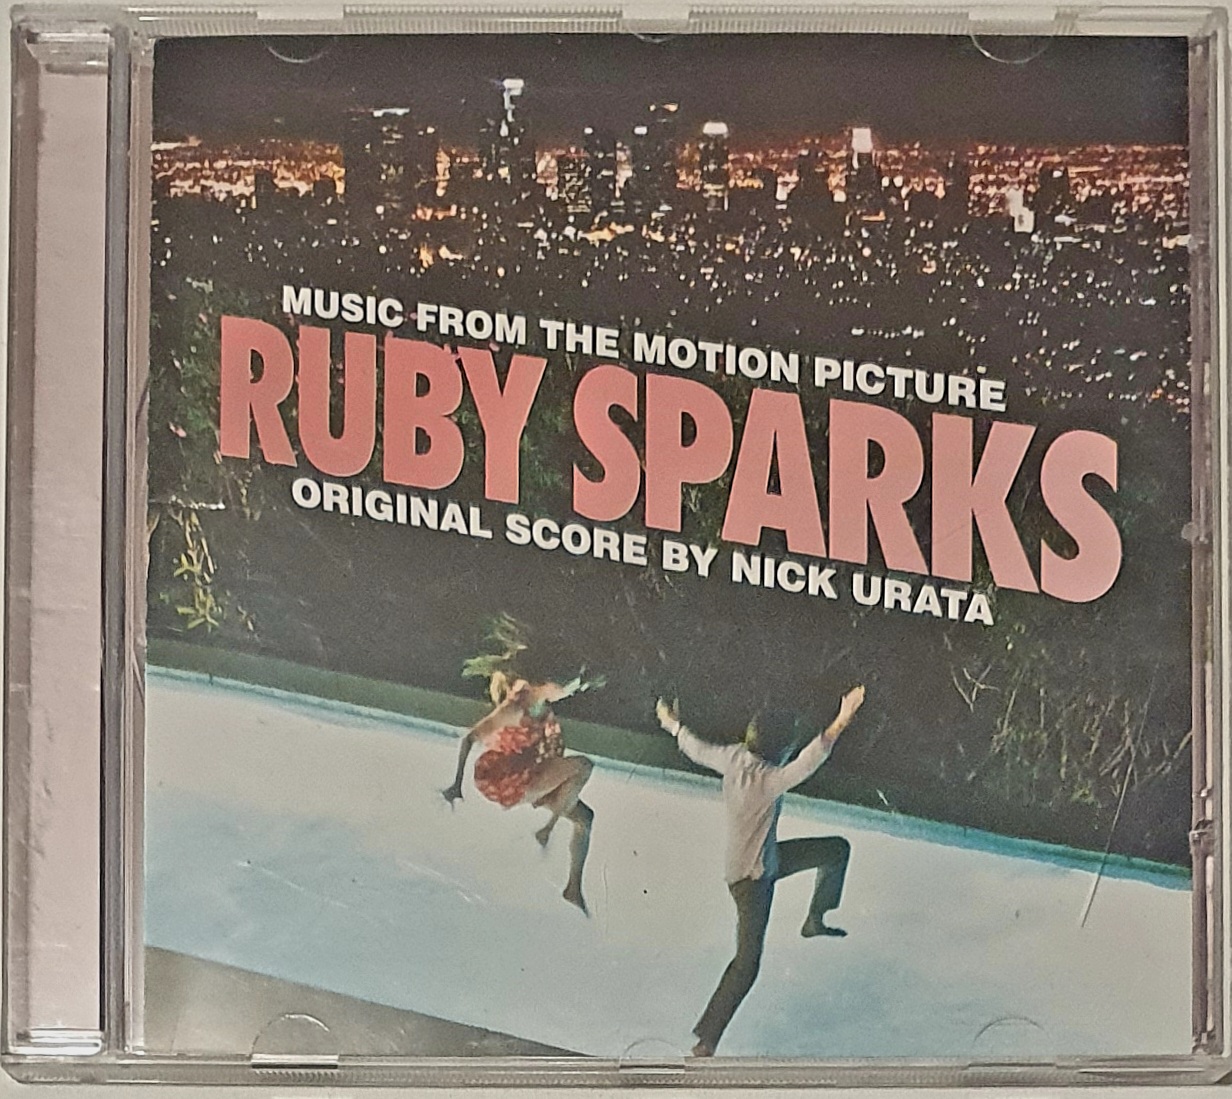 MUSIC FROM THE MOTION PICTURE
RUBY SPARKS
ORIGINAL SCORE BY NICK URATA